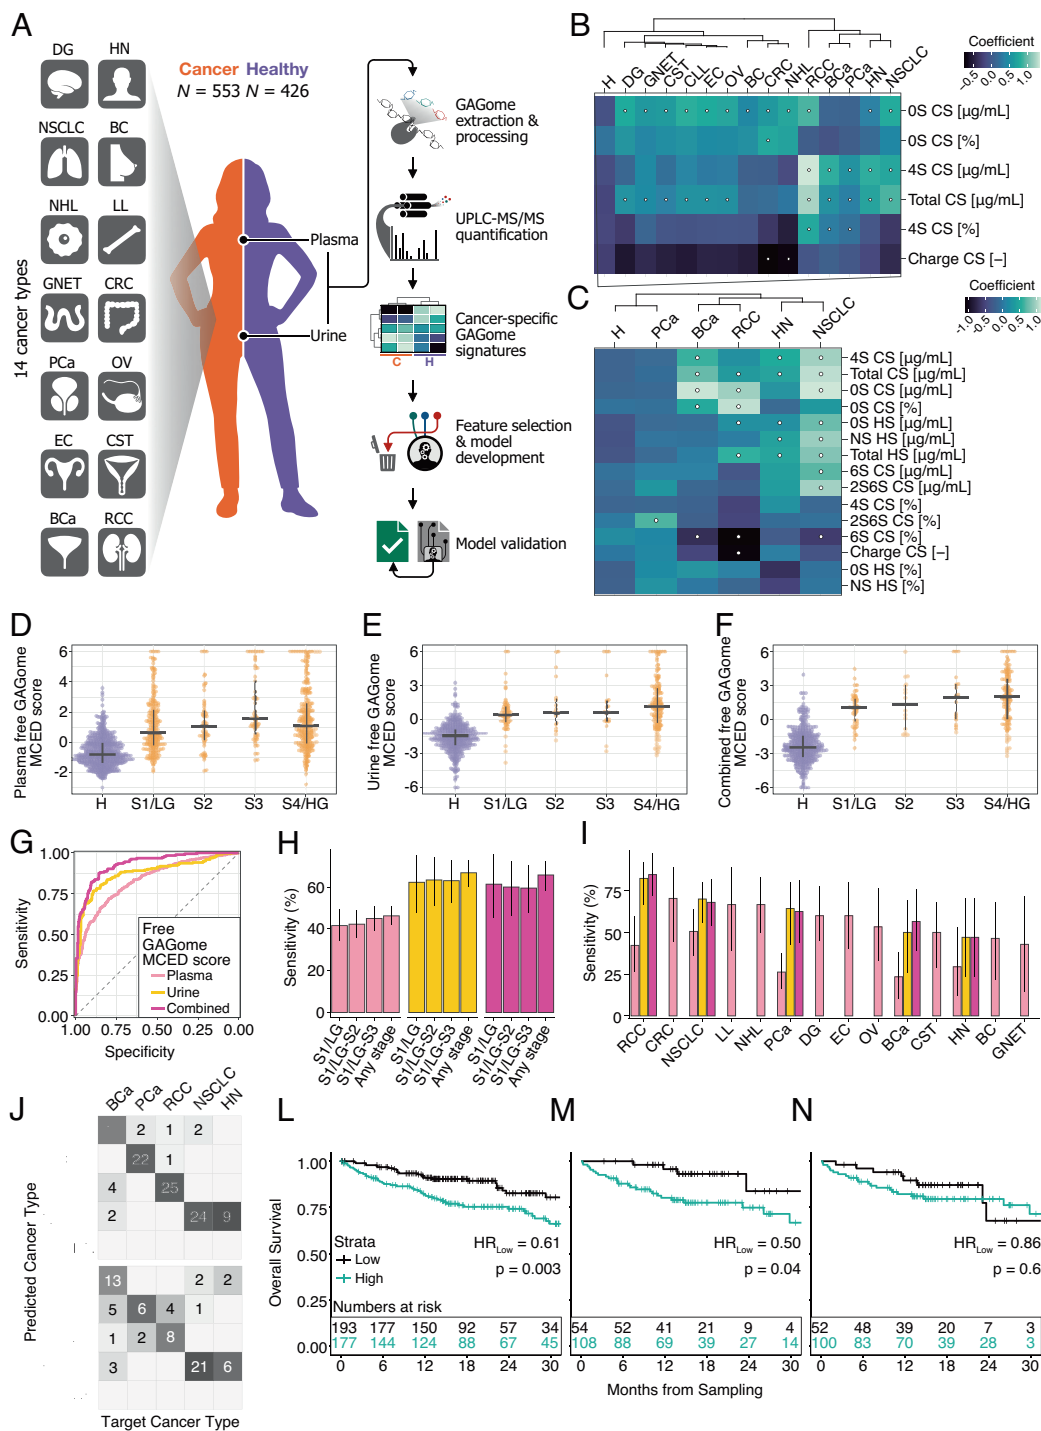 A
DG HN
NSCLC BC
NHL LL
GNET CRC
PCa OV
EC CST
BCa RCC
14 cancer types
Cancer Healthy
N = 553 N = 426
Plasma
Urine
GAGome
extraction &
processing
UPLC-MS/MS
quantification
Cancer-specific
GAGome
signatures
C H
Feature selection
& model
development
Model validation
B
H DG GNET CST CLL EC OV BC CRC NHL RCC BCa PCa HN NSCLC
Coefficient
-0.5 0.0 0.5 1.0
0S CS [µg/mL]
0S CS [%]
4S CS [µg/mL]
Total CS [µg/mL]
4S CS [%]
Charge CS [–]
C
H PCa BCa RCC HN NSCLC
Coefficient
-1.0 -0.5 0.0 0.5 1.0
4S CS [µg/mL]
Total CS [µg/mL]
0S CS [µg/mL]
0S CS [%]
0S HS [µg/mL]
NS HS [µg/mL]
Total HS [µg/mL]
6S CS [µg/mL]
2S6S CS [µg/mL]
4S CS [%]
2S6S CS [%]
6S CS [%]
Charge CS [–]
0S HS [%]
NS HS [%]
D
Plasma free GAGome
MCED score
6
4
2
0
-2
H S1/LG S2 S3 S4/HG
E
Urine free GAGome
MCED score
6
3
0
-3
-6
H S1/LG S2 S3 S4/HG
F
Combined free GAGome
MCED score
6
3
0
-3
-6
H S1/LG S2 S3 S4/HG
G
Sensitivity
1.00
0.75
0.50
0.25
0.00
Free
GAGome
MCED score
Plasma
Urine
Combined
1.00 0.75 0.50 0.25 0.00
Specificity
H
Sensitivity (%)
60
40
20
0
S1/LG S1/LG-S2 S1/LG-S3 Any stage S1/LG S1/LG-S2 S1/LG-S3 Any stage S1/LG S1/LG-S2 S1/LG-S3 Any stage
I
Sensitivity (%)
75
50
25
0
RCC CRC NSCLC LL NHL PCa DG EC OV BCa CST HN BC GNET
J
BCa PCa RCC NSCLC HN
2 1 2
22 1
4 25
2 24 9
13 2 2
5 6 4 1
1 2 8
3 21 6
Predicted Cancer Type
Target Cancer Type
L
Overall Survival
1.00
0.75
0.50
0.25
0.00
Strata
Low
High
HRLow = 0.61
p = 0.003
Numbers at risk
193 177 150 92 57 34
177 144 124 88 67 45
0 6 12 18 24 30
M
HRLow = 0.50
p = 0.04
54 52 41 21 9 4
108 88 69 39 27 14
0 6 12 18 24 30
Months from Sampling
N
HRLow = 0.86
p = 0.6
52 48 39 20 7 3
100 83 70 39 28 3
0 6 12 18 24 30